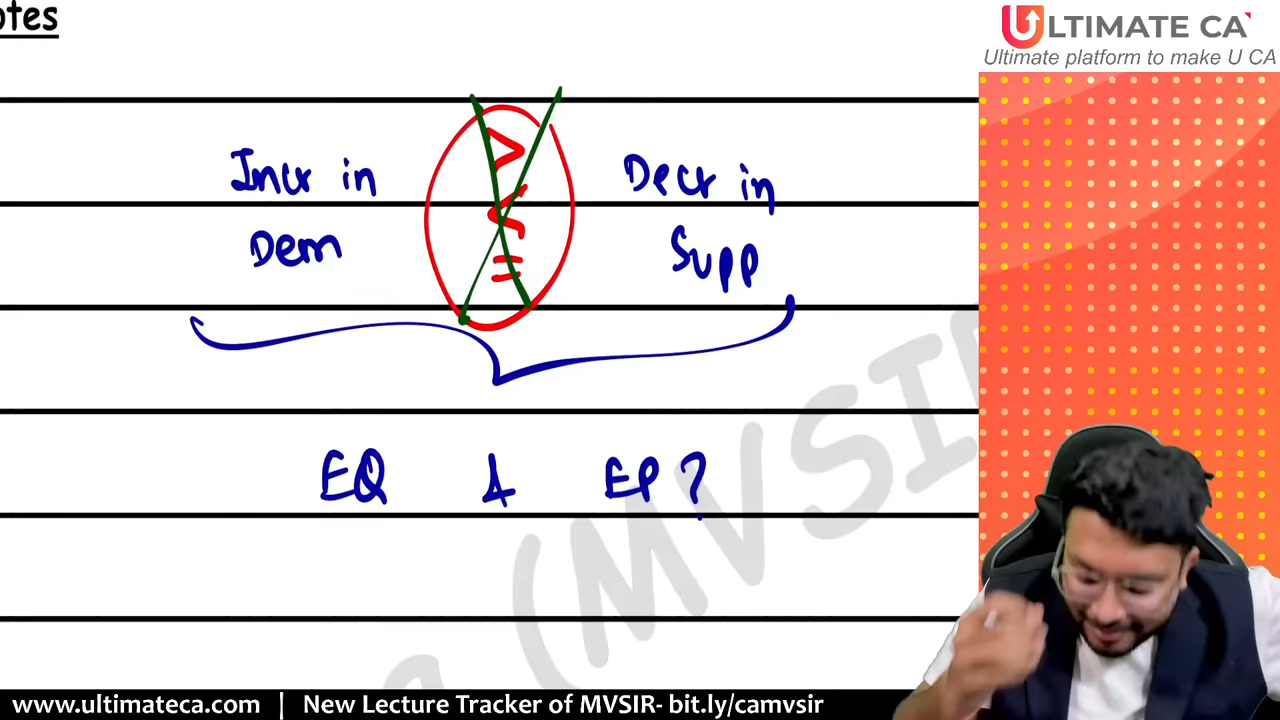 otes
ULTIMATE CA
Ultimate platform to make U CA
Incr in
Dem
>
<
=
Decr in
Supp
EQ & EP?
(MVSIR
www.ultimateca.com | New Lecture Tracker of MVSIR- bit.ly/camvsir